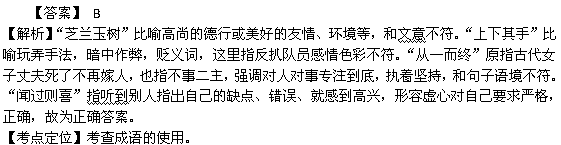 【答案】 B
【解析】“芝兰玉树”比喻高尚的德行或美好的友情、环境等，和文意不符。“上下其手”比
喻玩弄手法，暗中作弊，贬义词，这里指反扒队员感情色彩不符。“从一而终”原指古代女
子丈夫死了不再嫁人，也指不事二主，强调对人对事专注到底，执着坚持，和句子语境不符。
“闻过则喜”指听到别人指出自己的缺点、错误、就感到高兴，形容虚心对自己要求严格，
正确，故为正确答案。
【考点定位】考查成语的使用。